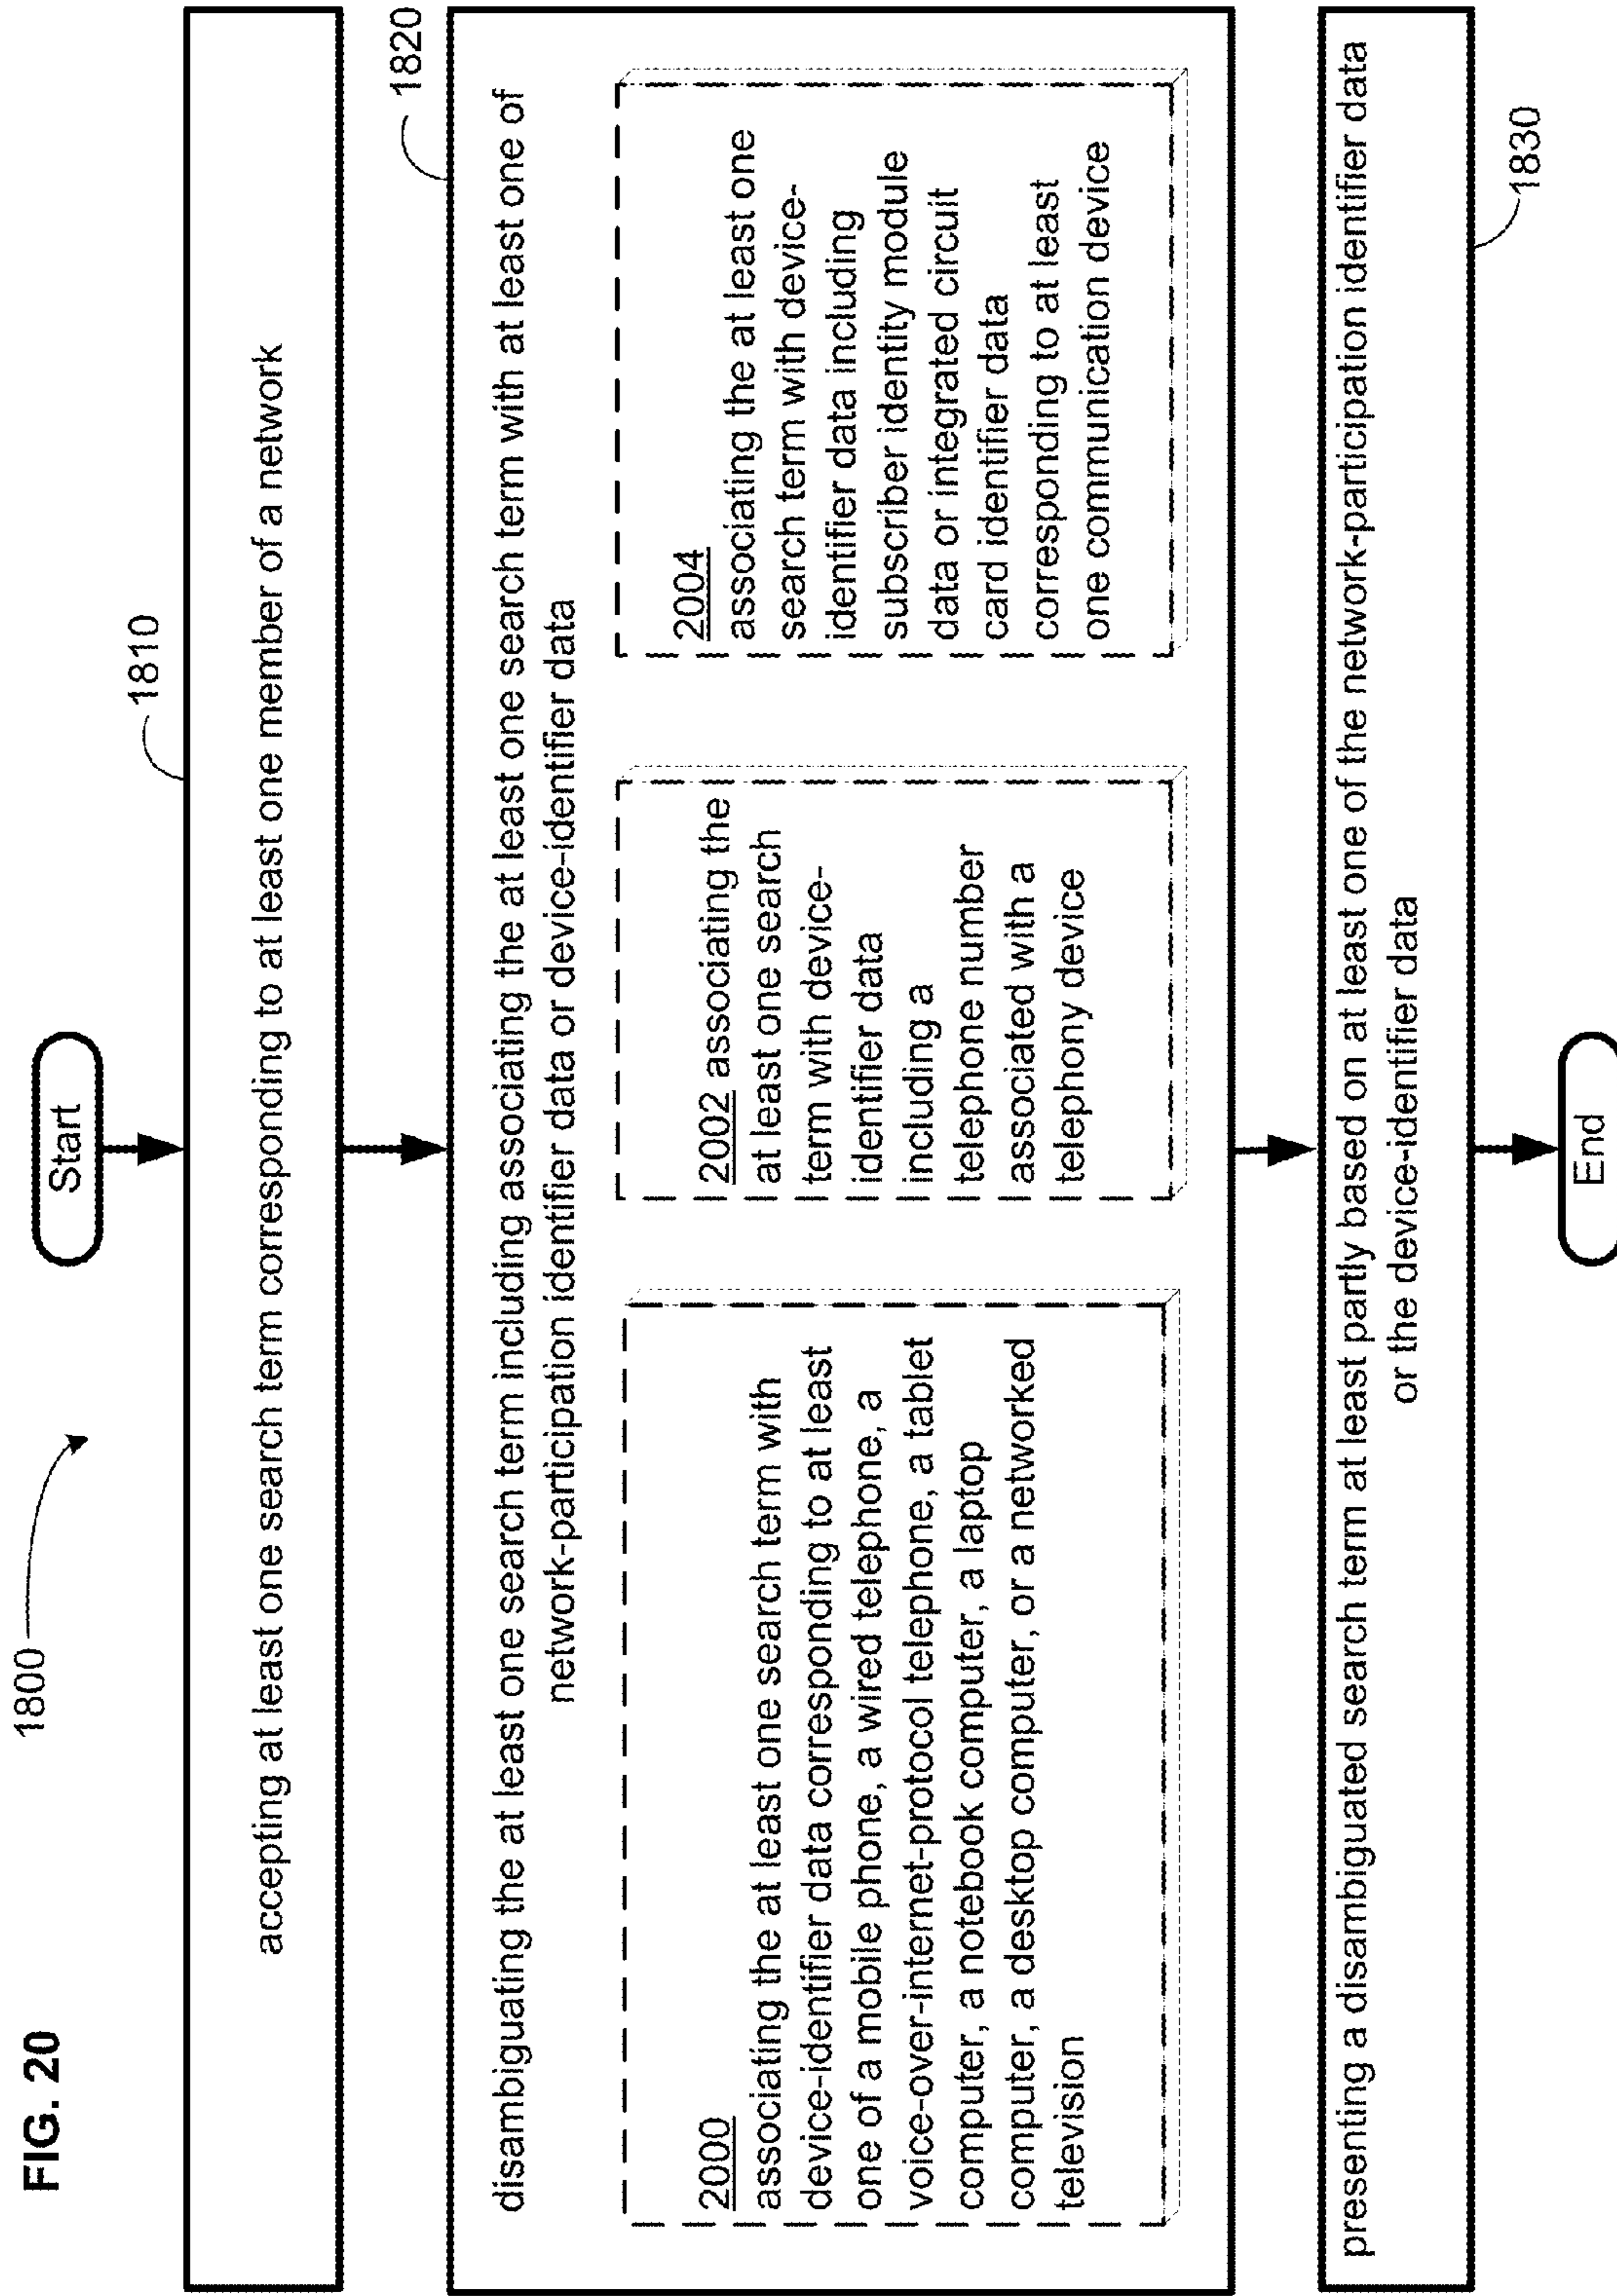 FIG. 20
1800
Start
1810
accepting at least one search term corresponding to at least one member of a network
1820
disambiguating the at least one search term including associating the at least one search term with at least one of
network-participation identifier data or device-identifier data
2000
associating the at least one search term with
device-identifier data corresponding to at least
one of a mobile phone, a wired telephone, a
voice-over-internet-protocol telephone, a tablet
computer, a notebook computer, a laptop
computer, a desktop computer, or a networked
television
2002 associating the
at least one search
term with device-
identifier data
including a
telephone number
associated with a
telephony device
2004
associating the at least one
search term with device-
identifier data including
subscriber identity module
data or integrated circuit
card identifier data
corresponding to at least
one communication device
presenting a disambiguated search term at least partly based on at least one of the network-participation identifier data
or the device-identifier data
1830
End